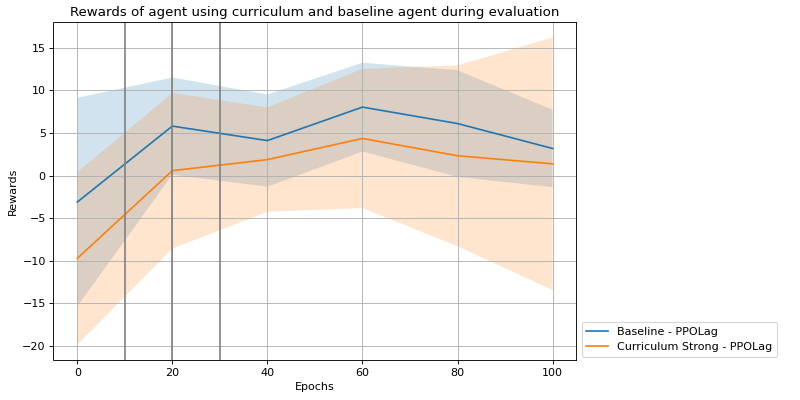 Rewards of agent using curriculum and baseline agent during evaluation
15
10
5
0
−5
−10
−15
−20
Rewards
0 20 40 60 80 100
Epochs
Baseline - PPOLag
Curriculum Strong - PPOLag